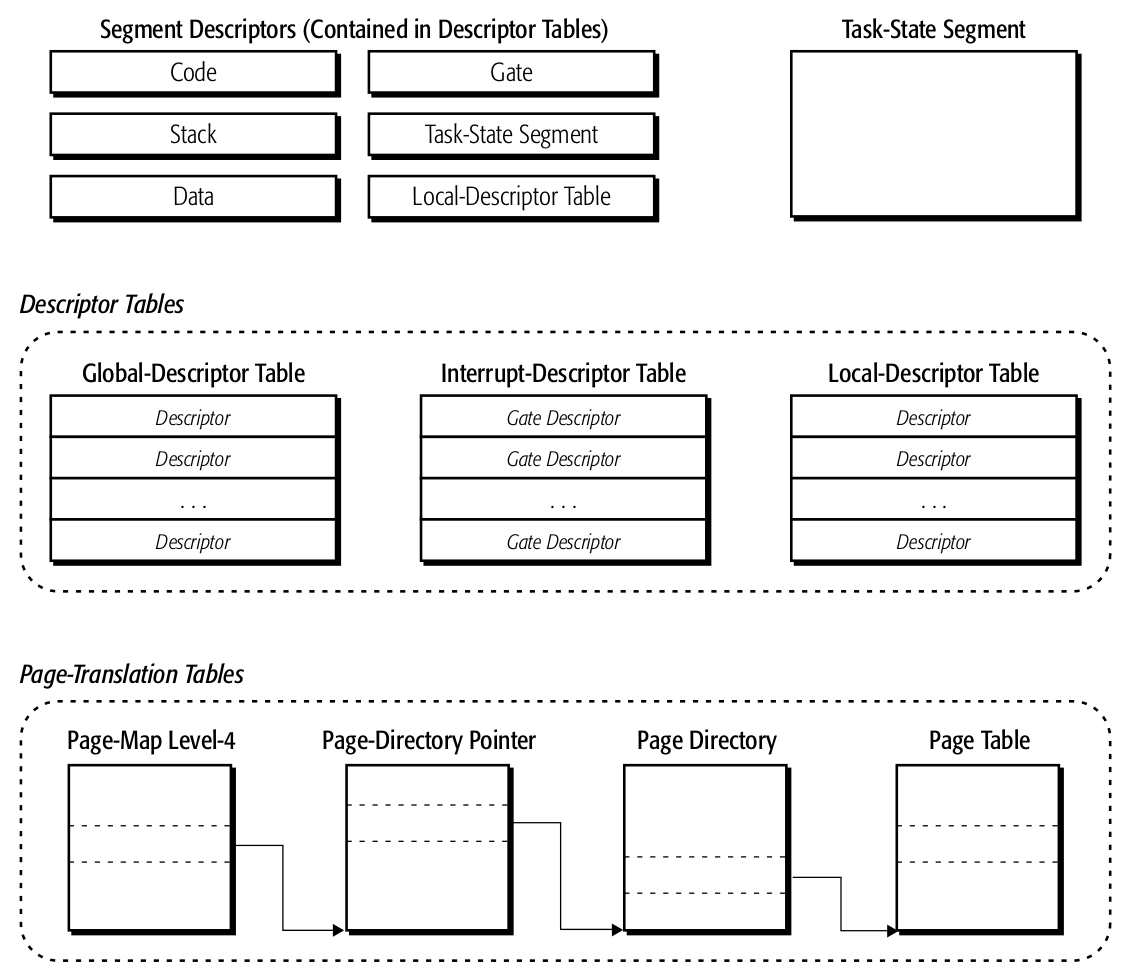 Segment Descriptors (Contained in Descriptor Tables)
Task-State Segment
Code
Gate
Stack
Task-State Segment
Data
Local-Descriptor Table
Descriptor Tables
Global-Descriptor Table
Interrupt-Descriptor Table
Local-Descriptor Table
Descriptor
Gate Descriptor
Descriptor
Descriptor
Gate Descriptor
Descriptor
. . .
. . .
. . .
Descriptor
Gate Descriptor
Descriptor
Page-Translation Tables
Page-Map Level-4
Page-Directory Pointer
Page Directory
Page Table